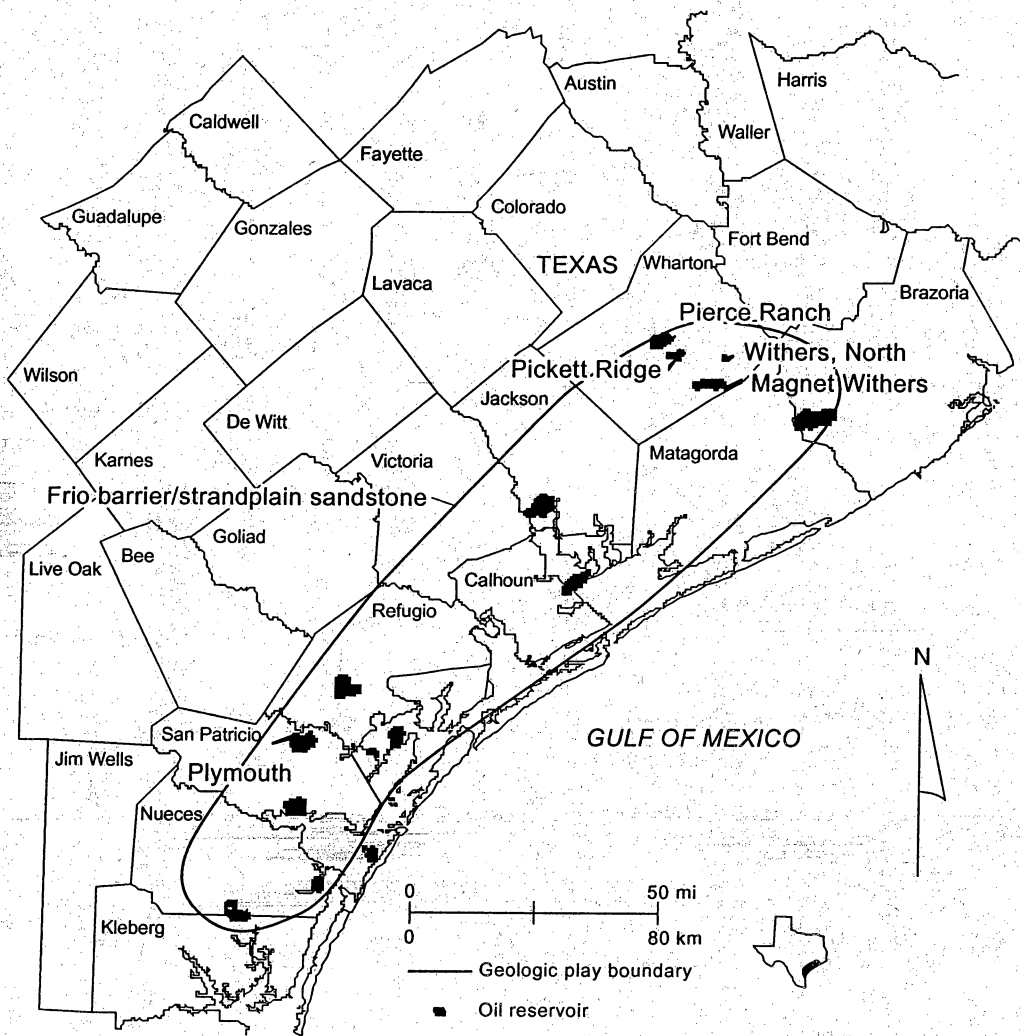 Austin
Harris
Caldwell
Waller
Fayette
Guadalupe
Gonzales
Colorado
Fort Bend
TEXAS
Wharton
Lavaca
Brazoria
Pierce Ranch
Withers, North
Pickett Ridge
Magnet Withers
Wilson
Jackson
De Witt
Matagorda
Karnes
Victoria
Frio barrier/strandplain sandstone
Goliad
Bee
Live Oak
Calhoun
Refugio
N
San Patricio
GULF OF MEXICO
Jim Wells
Plymouth
Nueces
0 50 mi
Kleberg
0 80 km
Geologic play boundary
Oil reservoir